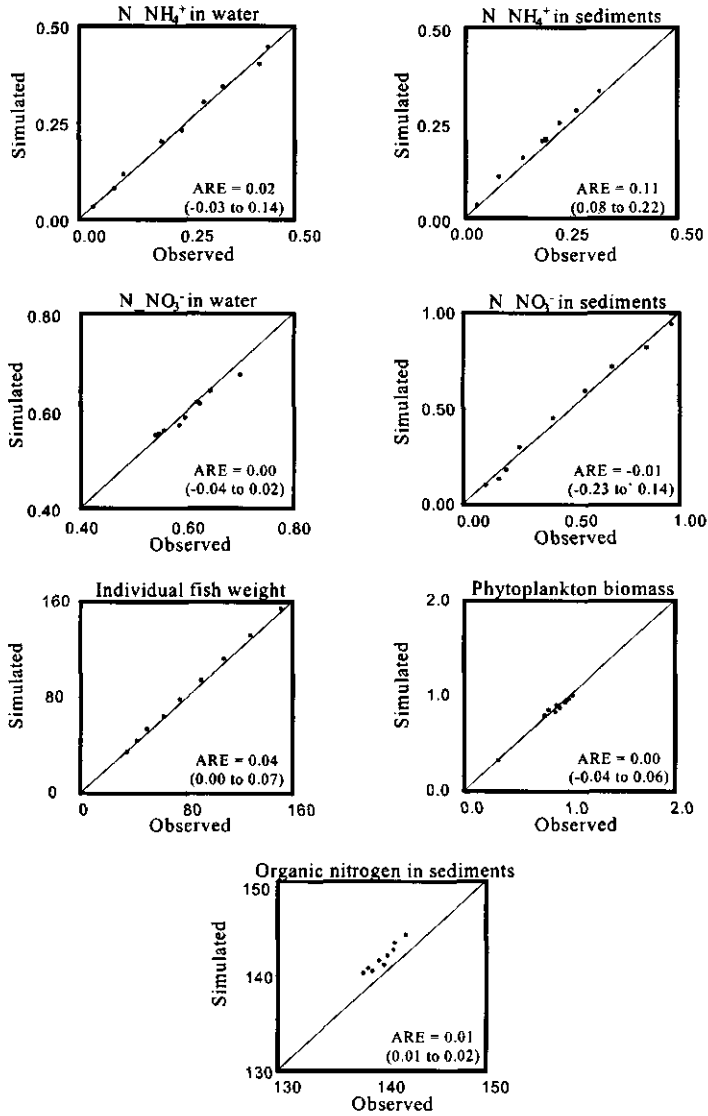 N_NH4+ in water
0.50
0.25
0.00
Simulated
ARE = 0.02
(-0.03 to 0.14)
0.00 0.25 0.50
Observed
N_NH4+ in sediments
0.50
0.25
0.00
Simulated
ARE = 0.11
(0.08 to 0.22)
0.00 0.25 0.50
Observed
N_NO3- in water
0.80
0.60
0.40
Simulated
ARE = 0.00
(-0.04 to 0.02)
0.40 0.60 0.80
Observed
N_NO3- in sediments
1.00
0.50
0.00
Simulated
ARE = -0.01
(-0.23 to 0.14)
0.00 0.50 1.00
Observed
Individual fish weight
160
80
0
Simulated
ARE = 0.04
(0.00 to 0.07)
0 80 160
Observed
Phytoplankton biomass
2.0
1.0
0.0
Simulated
ARE = 0.00
(-0.04 to 0.06)
0.0 1.0 2.0
Observed
Organic nitrogen in sediments
150
140
130
Simulated
ARE = 0.01
(0.01 to 0.02)
130 140 150
Observed